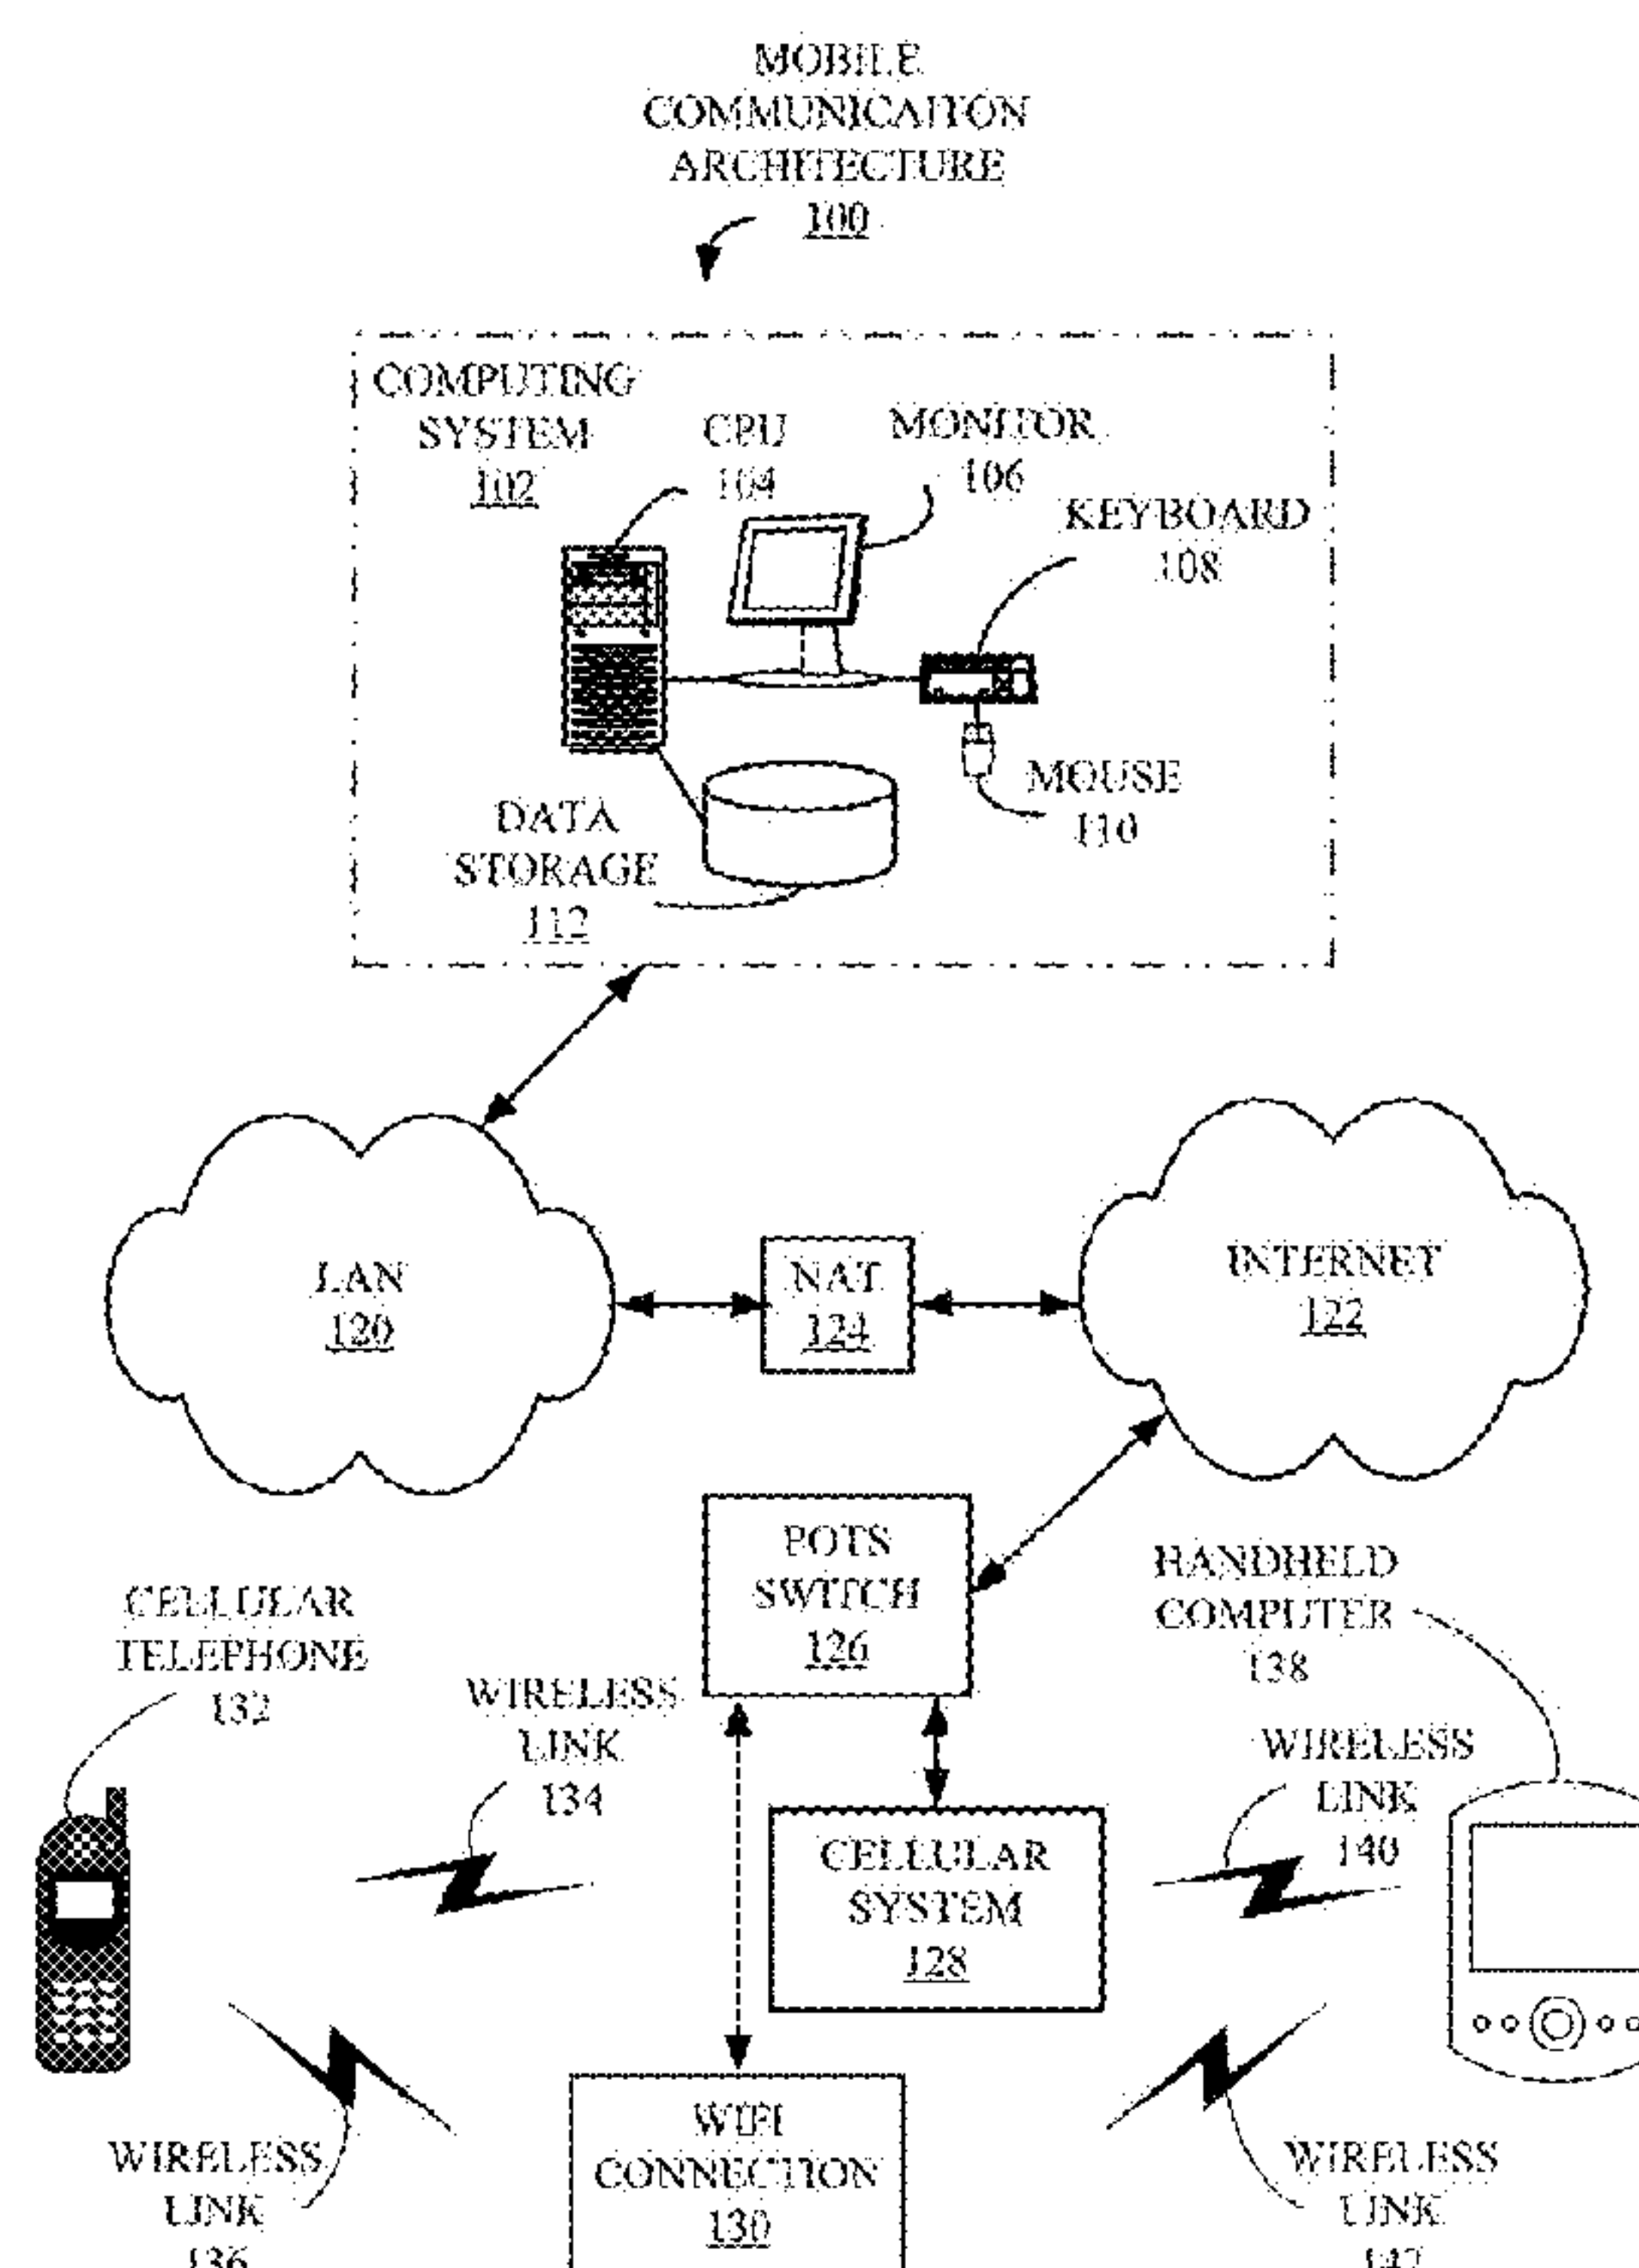 MOBILE
COMMUNICAITON
ARCHITECTURE
100
COMPUTING
SYSTEM
102
CPU
104
MONITOR
106
KEYBOARD
108
MOUSE
110
DATA
STORAGE
112
LAN
120
NAT
124
INTERNET
122
POTS
SWITCH
126
HANDHELD
COMPUTER
138
CELLULAR
TELEPHONE
132
WIRELESS
LINK
134
WIRELESS
LINK
140
CELLULAR
SYSTEM
128
WIFI
CONNECTION
130
WIRELESS
LINK
136
WIRELESS
LINK